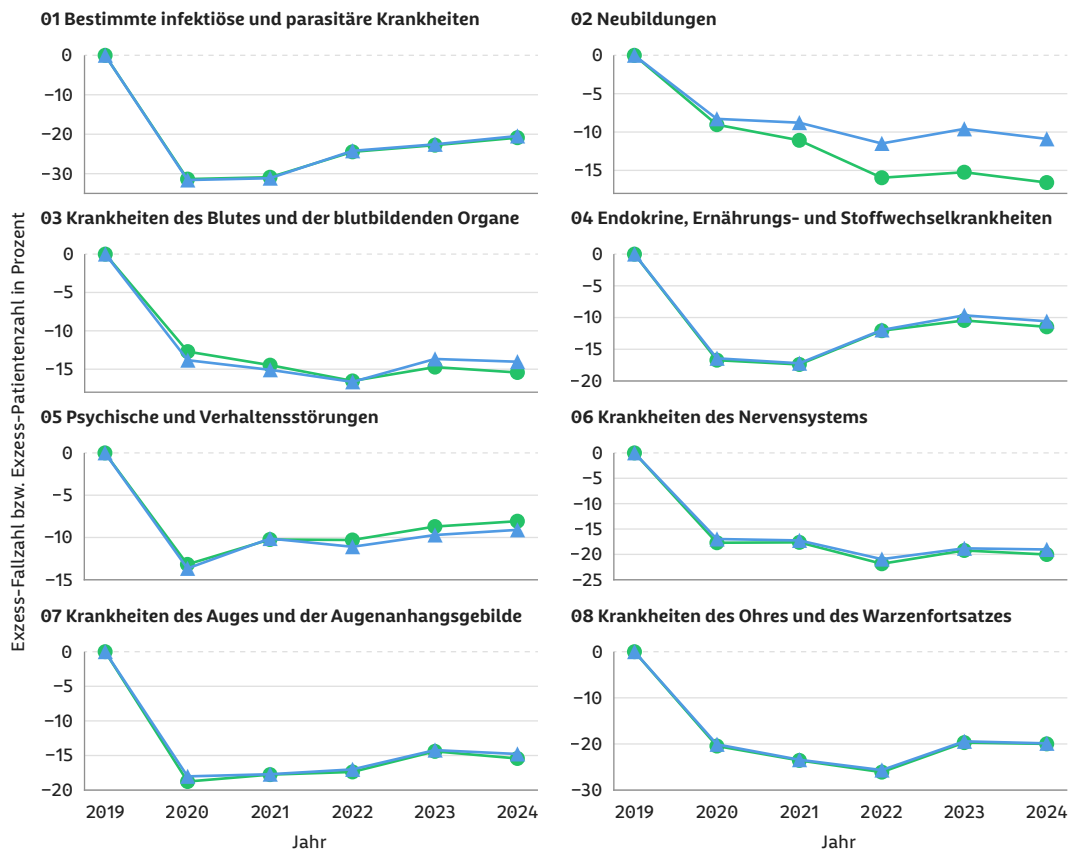 Exzess-Fallzahl bzw. Exzess-Patientenzahl in Prozent
01 Bestimmte infektiöse und parasitäre Krankheiten
0
−10
−20
−30
02 Neubildungen
0
−5
−10
−15
03 Krankheiten des Blutes und der blutbildenden Organe
0
−5
−10
−15
04 Endokrine, Ernährungs- und Stoffwechselkrankheiten
0
−5
−10
−15
−20
05 Psychische und Verhaltensstörungen
0
−5
−10
−15
06 Krankheiten des Nervensystems
0
−5
−10
−15
−20
−25
07 Krankheiten des Auges und der Augenanhangsgebilde
0
−5
−10
−15
−20
2019 2020 2021 2022 2023 2024
Jahr
08 Krankheiten des Ohres und des Warzenfortsatzes
0
−10
−20
−30
2019 2020 2021 2022 2023 2024
Jahr